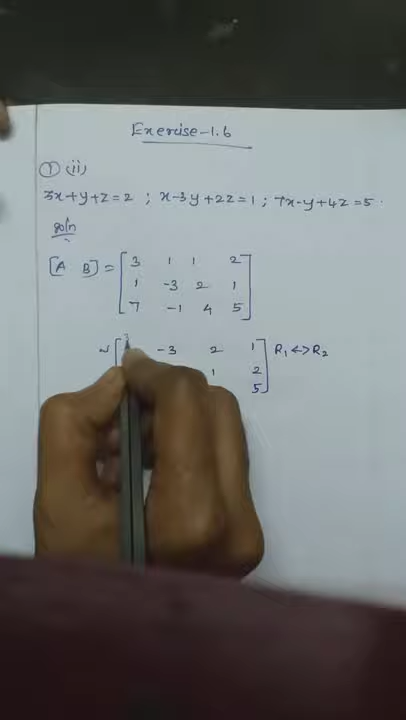 Exercise-1.6
① (ii)
3x+y+z=2 ; x-3y+2z=1 ; 7x-y+4z=5.
soln
[A B] = [3 1 1 2
1 -3 2 1
7 -1 4 5]
~ [ -3 2 1] R₁↔R₂
1 2
5